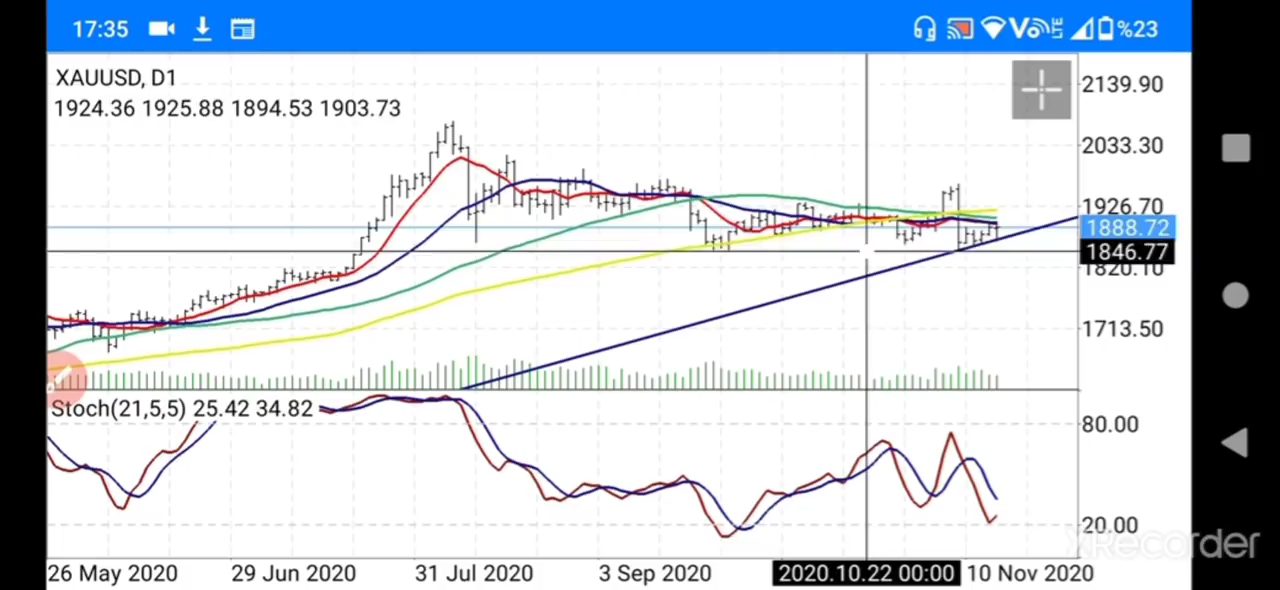 17:35
Vo LTE %23
XAUUSD, D1
1924.36 1925.88 1894.53 1903.73
2139.90
2033.30
1926.70
1888.72
1846.77
1820.10
1713.50
Stoch(21,5,5) 25.42 34.82
80.00
20.00
XRecorder
26 May 2020 29 Jun 2020 31 Jul 2020 3 Sep 2020 2020.10.22 00:00 10 Nov 2020